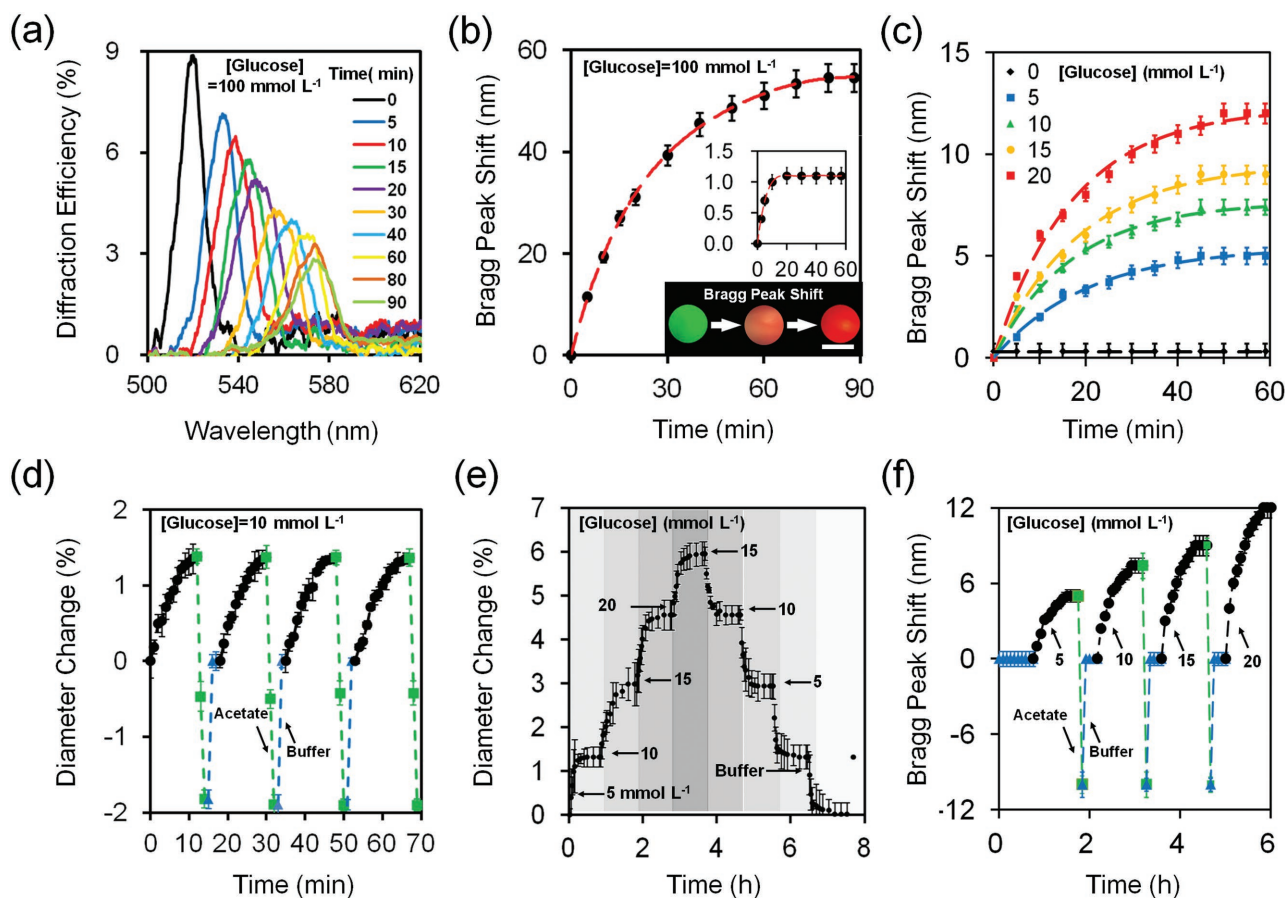 (a)
Diffraction Efficiency (%)
9
6
3
0
500
540
580
620
Wavelength (nm)
[Glucose]
=100 mmol L-1
Time( min)
0
5
10
15
20
30
40
60
80
90
(b)
Bragg Peak Shift (nm)
60
40
20
0
0
30
60
90
Time (min)
[Glucose]=100 mmol L-1
1.5
1.0
0.5
0.0
0
20
40
60
Bragg Peak Shift
(c)
Bragg Peak Shift (nm)
15
10
5
0
0
20
40
60
Time (min)
[Glucose] (mmol L-1)
0
5
10
15
20
(d)
Diameter Change (%)
2
1
0
-1
-2
0
10
20
30
40
50
60
70
Time (min)
[Glucose]=10 mmol L-1
Acetate
Buffer
(e)
Diameter Change (%)
7
6
5
4
3
2
1
0
0
2
4
6
8
Time (h)
[Glucose] (mmol L-1)
15
20
10
15
5
10
Buffer
5 mmol L-1
(f)
Bragg Peak Shift (nm)
12
6
0
-6
-12
0
2
4
6
Time (h)
[Glucose] (mmol L-1)
5
10
15
20
Acetate
Buffer